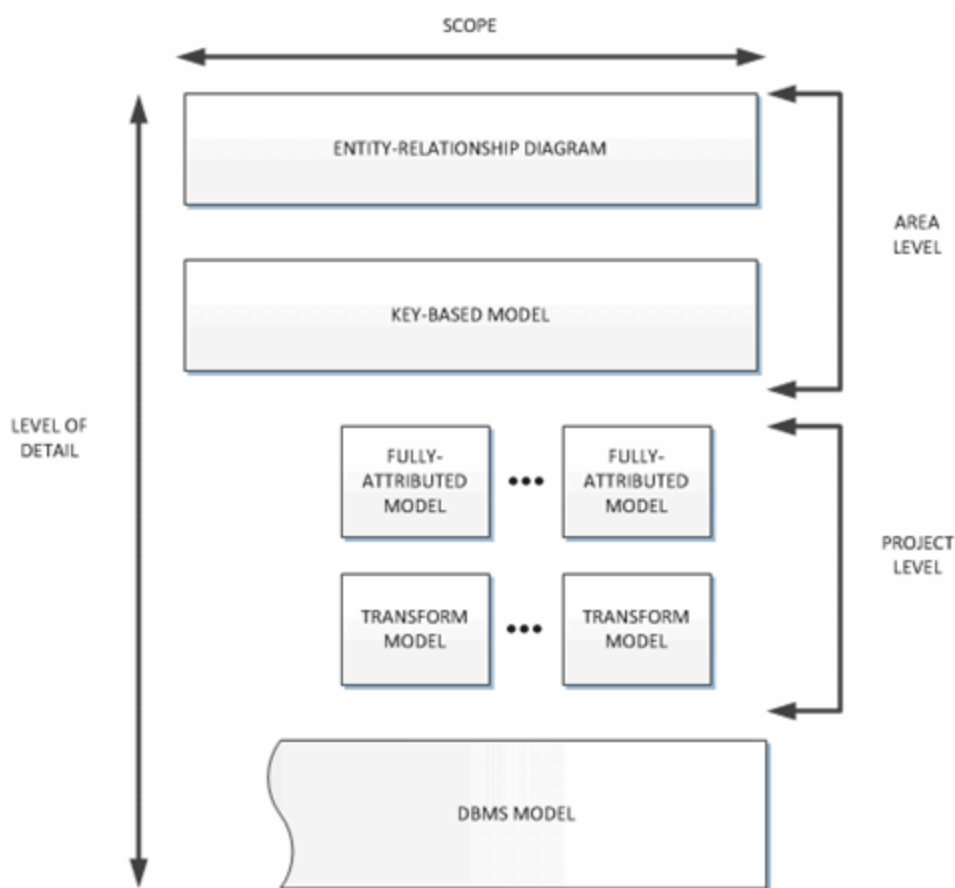 SCOPE
ENTITY-RELATIONSHIP DIAGRAM
AREA
LEVEL
KEY-BASED MODEL
LEVEL OF
DETAIL
FULLY-
ATTRIBUTED
MODEL
FULLY-
ATTRIBUTED
MODEL
PROJECT
LEVEL
TRANSFORM
MODEL
TRANSFORM
MODEL
DBMS MODEL